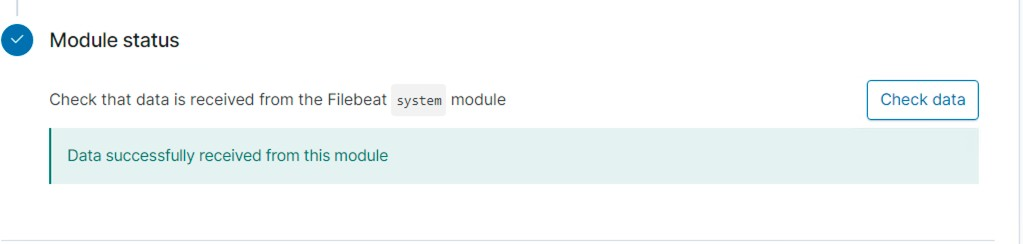 Module status
Check that data is received from the Filebeat system module
Check data
Data successfully received from this module